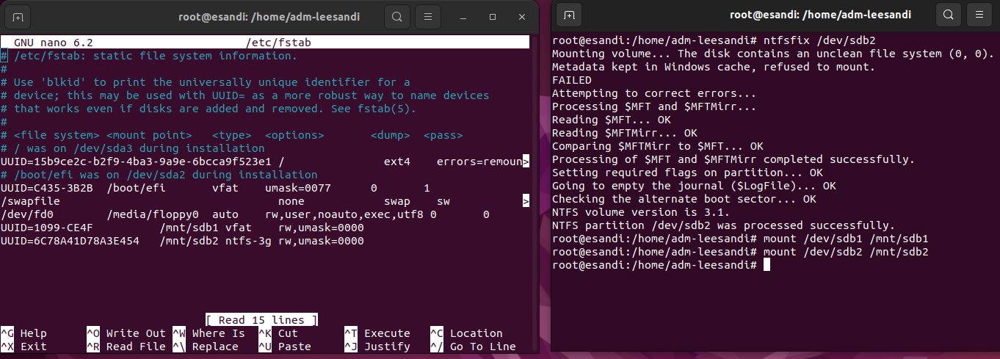 root@esandi: /home/adm-leesandi
GNU nano 6.2 /etc/fstab
# /etc/fstab: static file system information.
#
# Use 'blkid' to print the universally unique identifier for a
# device; this may be used with UUID= as a more robust way to name devices
# that works even if disks are added and removed. See fstab(5).
#
# <file system> <mount point>   <type>  <options>       <dump>  <pass>
# / was on /dev/sda3 during installation
UUID=15b9ce2c-b2f9-4ba3-9a9e-6bcca9f523e1 /               ext4    errors=remoun>
# /boot/efi was on /dev/sda2 during installation
UUID=C435-3B2B  /boot/efi       vfat    umask=0077      0       1
/swapfile                                 none            swap    sw           >
/dev/fd0        /media/floppy0  auto    rw,user,noauto,exec,utf8 0       0
UUID=1099-CE4F          /mnt/sdb1 vfat  rw,umask=0000
UUID=6C78A41D78A3E454   /mnt/sdb2 ntfs-3g rw,umask=0000
[ Read 15 lines ]
^G Help ^O Write Out ^W Where Is ^K Cut ^T Execute ^C Location
^X Exit ^R Read File ^\ Replace ^U Paste ^J Justify ^/ Go To Line
root@esandi: /home/adm-leesandi
root@esandi:/home/adm-leesandi# ntfsfix /dev/sdb2
Mounting volume... The disk contains an unclean file system (0, 0).
Metadata kept in Windows cache, refused to mount.
FAILED
Attempting to correct errors...
Processing $MFT and $MFTMirr...
Reading $MFT... OK
Reading $MFTMirr... OK
Comparing $MFTMirr to $MFT... OK
Processing of $MFT and $MFTMirr completed successfully.
Setting required flags on partition... OK
Going to empty the journal ($LogFile)... OK
Checking the alternate boot sector... OK
NTFS volume version is 3.1.
NTFS partition /dev/sdb2 was processed successfully.
root@esandi:/home/adm-leesandi# mount /dev/sdb1 /mnt/sdb1
root@esandi:/home/adm-leesandi# mount /dev/sdb2 /mnt/sdb2
root@esandi:/home/adm-leesandi#